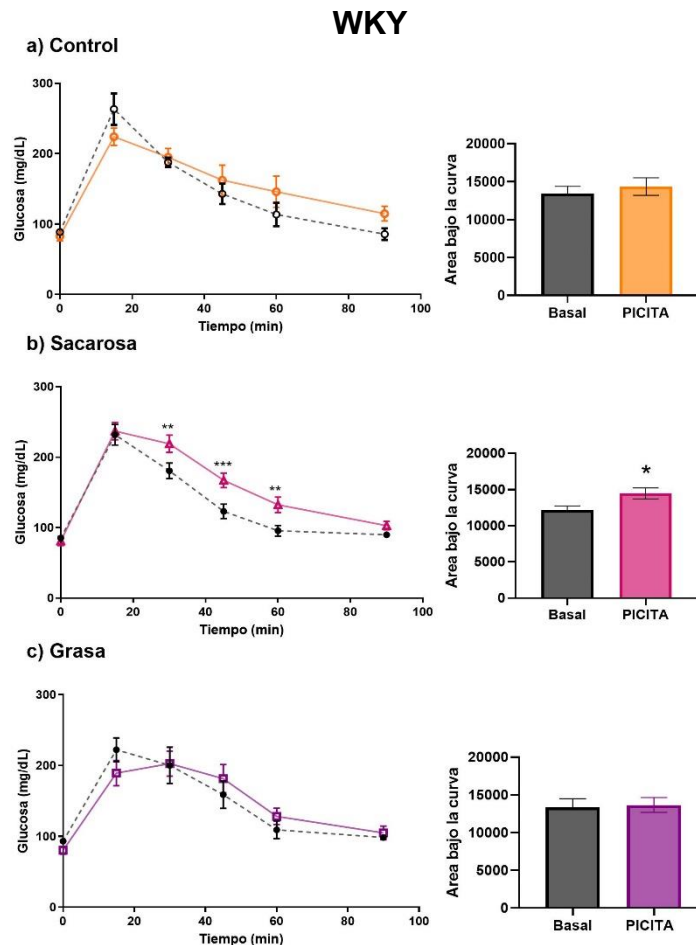 WKY
a) Control
300
200
100
0
Glucosa (mg/dL)
0 20 40 60 80 100
Tiempo (min)
20000
15000
10000
5000
0
Area bajo la curva
Basal PICITA
b) Sacarosa
300
200
100
0
Glucosa (mg/dL)
**
***
**
0 20 40 60 80 100
Tiempo (min)
20000
15000
10000
5000
0
Area bajo la curva
*
Basal PICITA
c) Grasa
300
200
100
0
Glucosa (mg/dL)
0 20 40 60 80 100
Tiempo (min)
20000
15000
10000
5000
0
Area bajo la curva
Basal PICITA